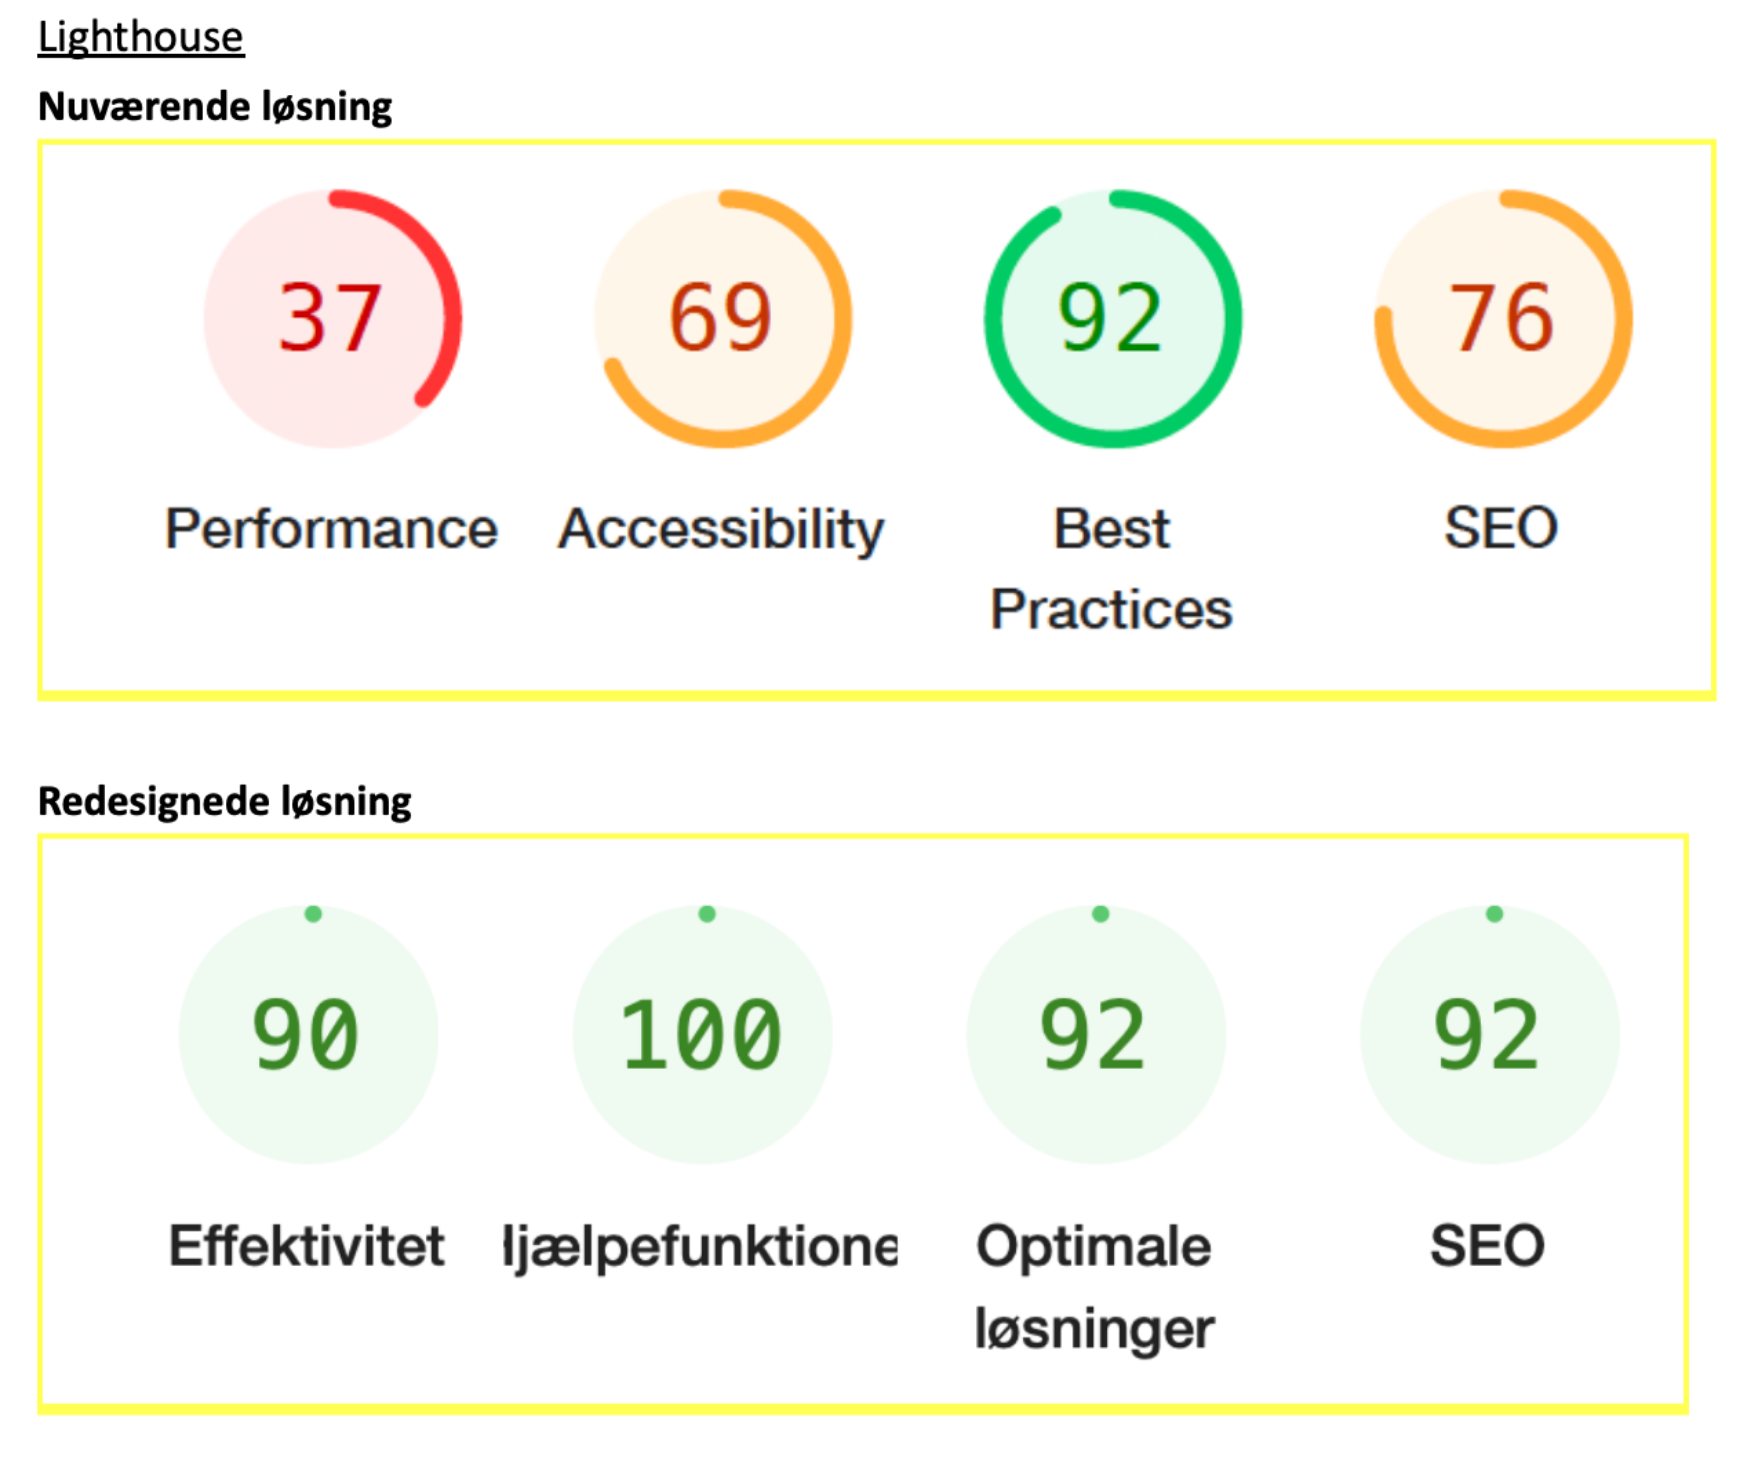 Lighthouse
Nuværende løsning
37 69 92 76
Performance Accessibility Best Practices SEO
Redesignede løsning
90 100 92 92
Effektivitet ljælpefunktione Optimale løsninger SEO